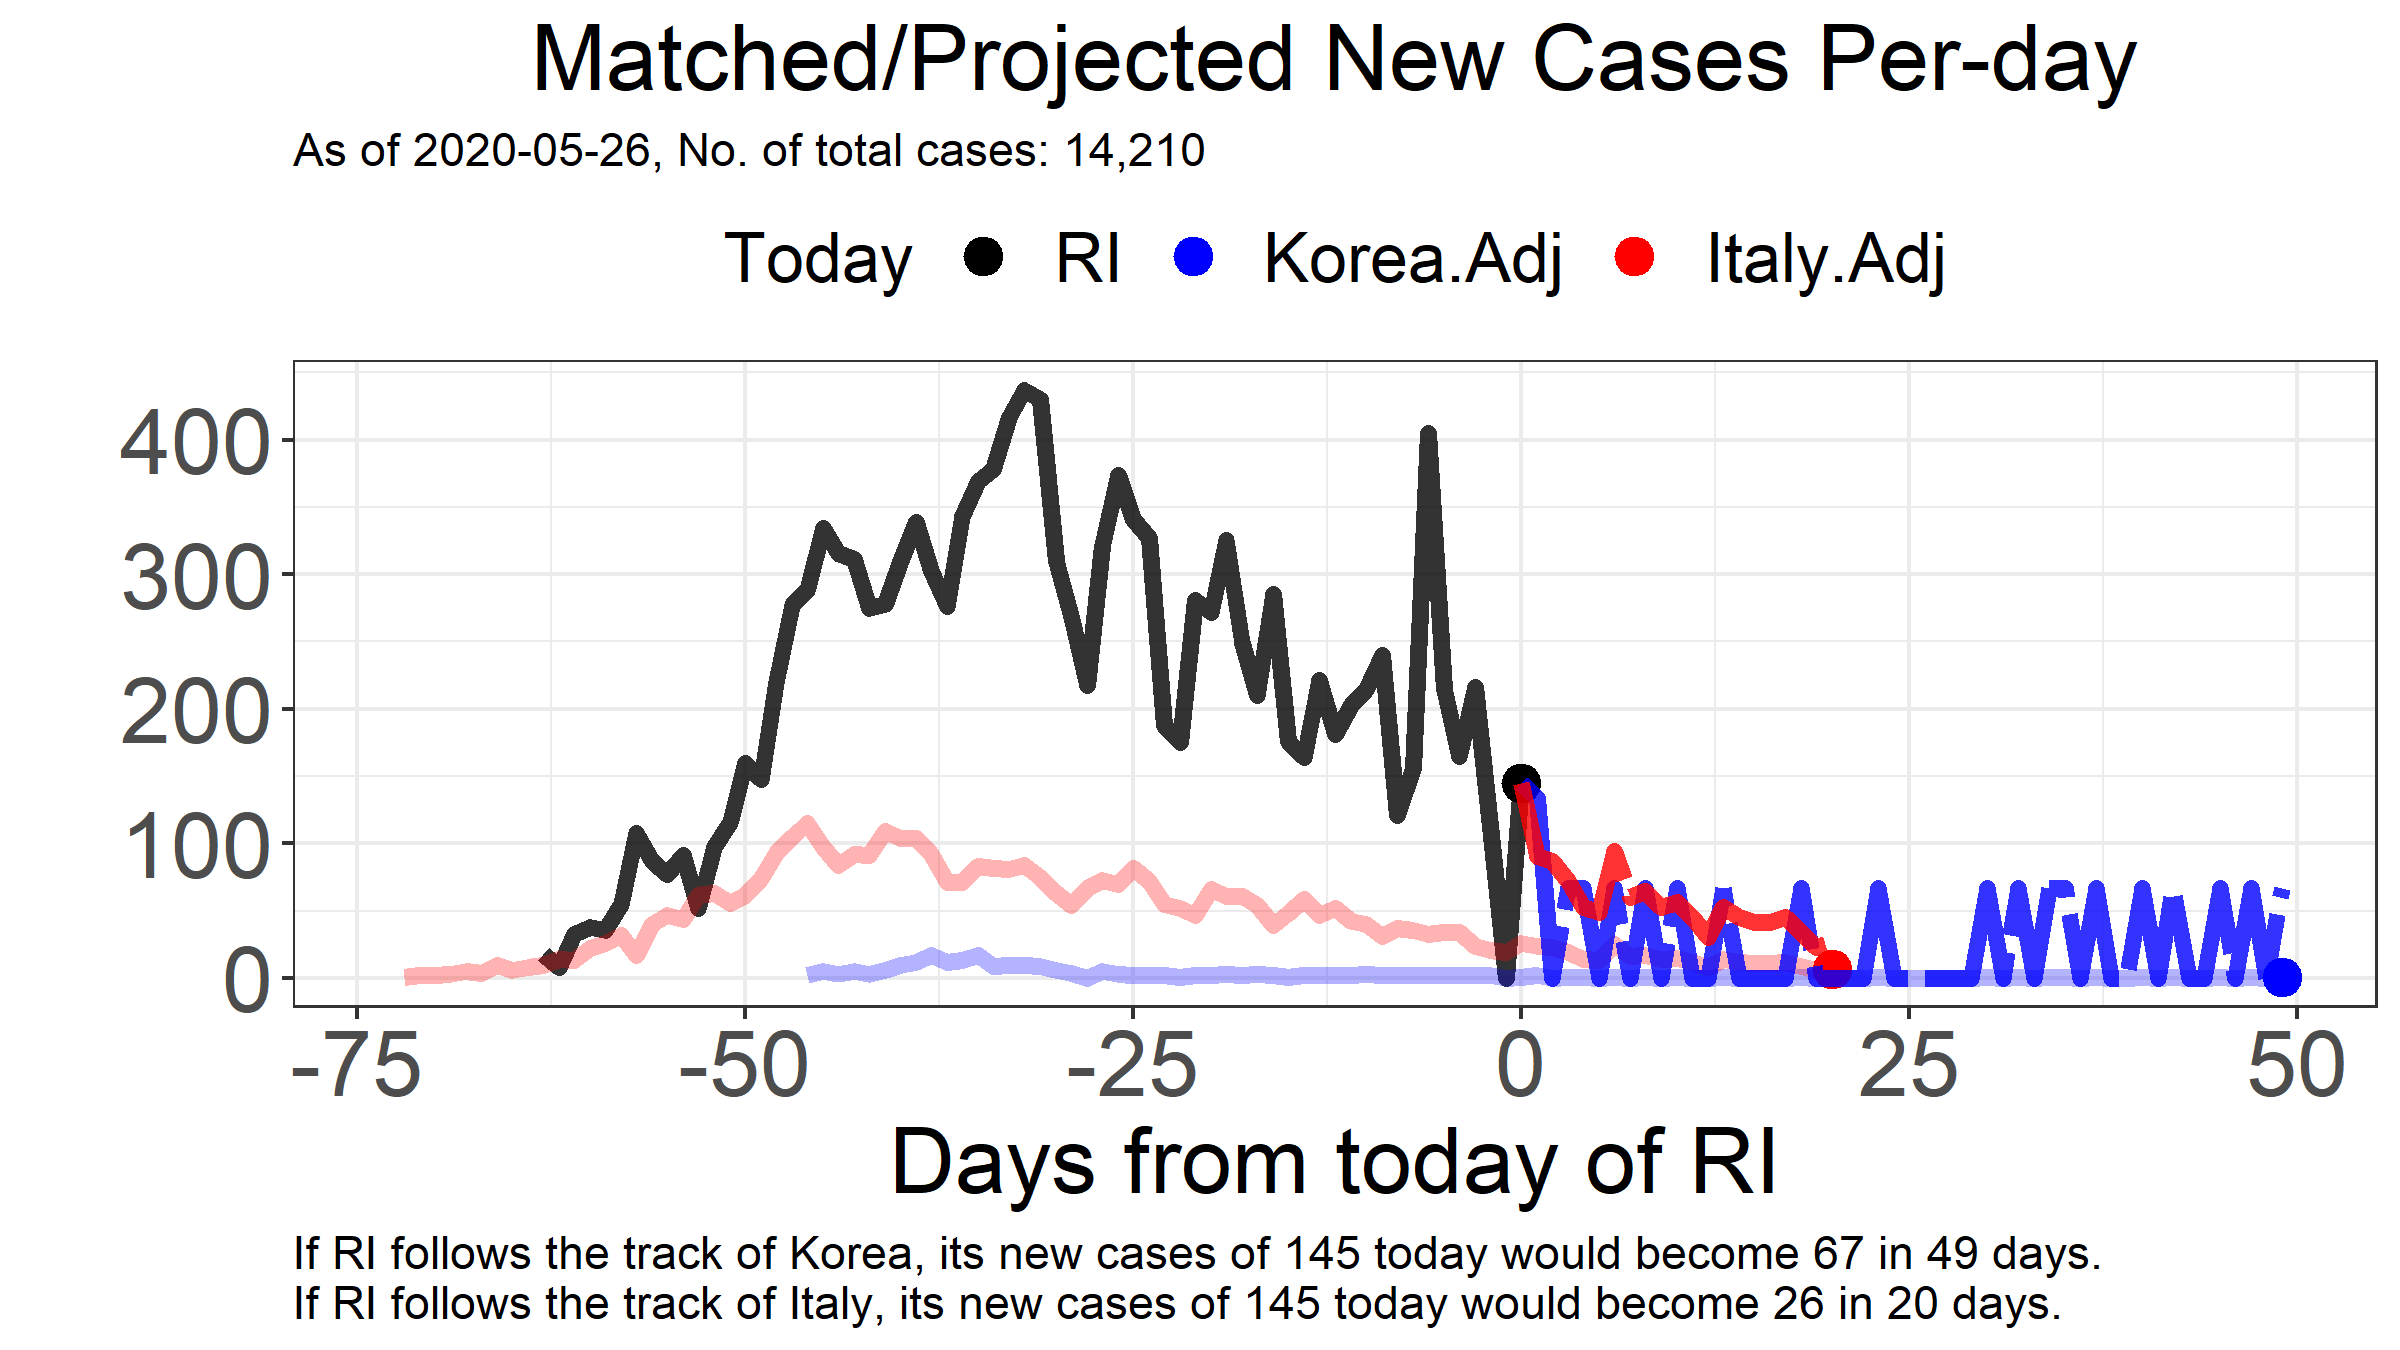 Matched/Projected New Cases Per-day
As of 2020-05-26, No. of total cases: 14,210
Today RI Korea.Adj Italy.Adj
400
300
200
100
0
-75 -50 -25 0 25 50
Days from today of RI
If RI follows the track of Korea, its new cases of 145 today would become 67 in 49 days.
If RI follows the track of Italy, its new cases of 145 today would become 26 in 20 days.